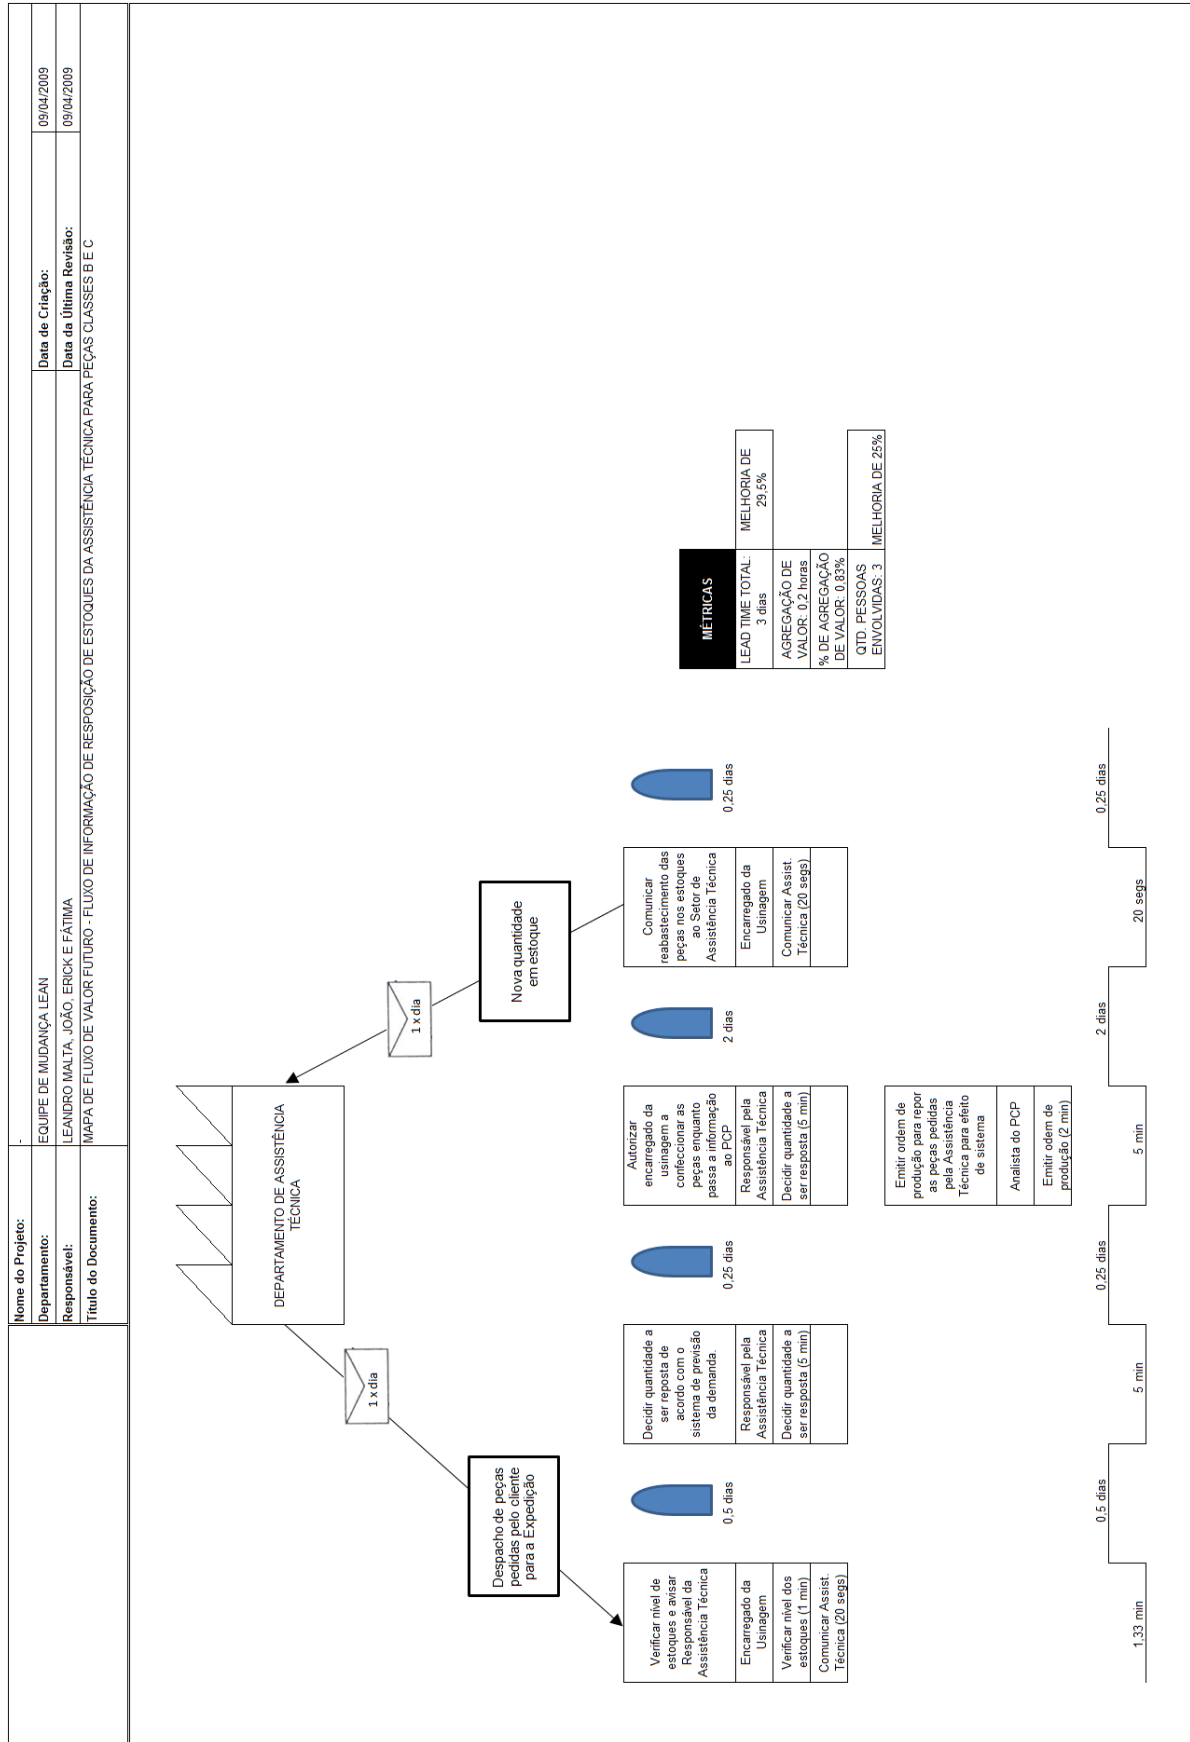 Nome do Projeto:
-
Departamento:
EQUIPE DE MUDANÇA LEAN
Data de Criação:
09/04/2009
Responsável:
LEANDRO MALTA, JOÃO, ERICK E FÁTIMA
Data da Última Revisão:
09/04/2009
Título do Documento:
MAPA DE FLUXO DE VALOR FUTURO - FLUXO DE INFORMAÇÃO DE RESPOSIÇÃO DE ESTOQUES DA ASSISTÊNCIA TÉCNICA PARA PEÇAS CLASSES B E C
DEPARTAMENTO DE ASSISTÊNCIA
TÉCNICA
1 x dia
1 x dia
Despacho de peças
pedidas pelo cliente
para a Expedição
Nova quantidade
em estoque
Verificar nível de
estoques e avisar
Responsável da
Assistência Técnica
Encarregado da
Usinagem
Verificar nível dos
estoques (1 min)
Comunicar Assist.
Técnica (20 segs)
0,5 dias
Decidir quantidade a
ser reposta de
acordo com o
sistema de previsão
da demanda.
Responsável pela
Assistência Técnica
Decidir quantidade a
ser resposta (5 min)
0,25 dias
Autorizar
encarregado da
usinagem a
confeccionar as
peças enquanto
passa a informação
ao PCP
Responsável pela
Assistência Técnica
Decidir quantidade a
ser resposta (5 min)
2 dias
Comunicar
reabastecimento das
peças nos estoques
ao Setor de
Assistência Técnica
Encarregado da
Usinagem
Comunicar Assist.
Técnica (20 segs)
0,25 dias
MÉTRICAS
LEAD TIME TOTAL:
3 dias
MELHORIA DE
29,5%
AGREGAÇÃO DE
VALOR: 0,2 horas
% DE AGREGAÇÃO
DE VALOR: 0,83%
QTD. PESSOAS
ENVOLVIDAS: 3
MELHORIA DE 25%
Emitir ordem de
produção para repor
as peças pedidas
pela Assistência
Técnica para efeito
de sistema
Analista do PCP
Emitir odem de
produção (2 min)
1,33 min
0,5 dias
5 min
0,25 dias
5 min
2 dias
20 segs
0,25 dias